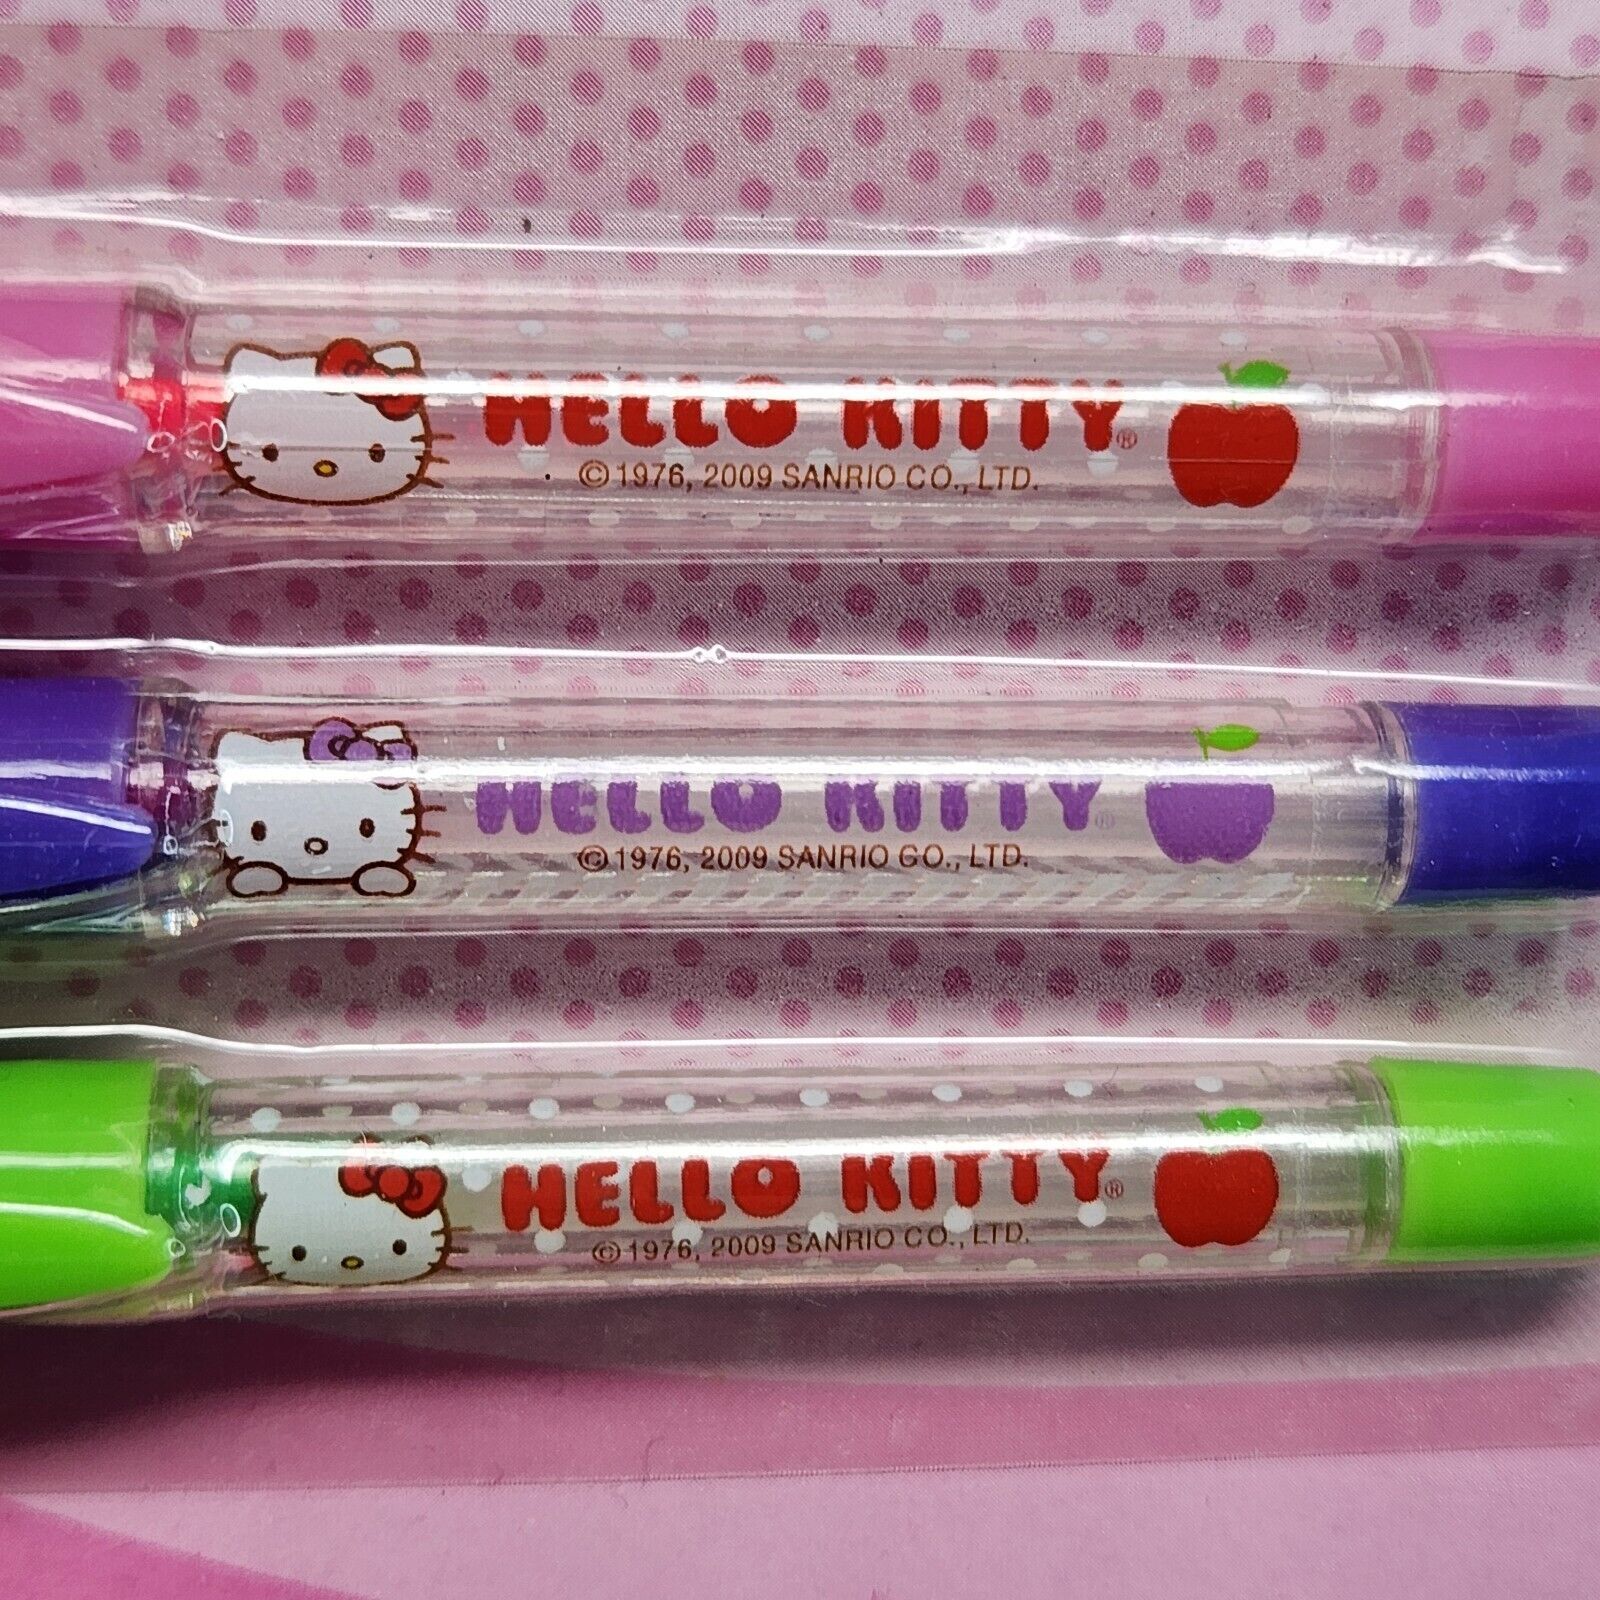 HELLO KITTY®
©1976, 2009 SANRIO CO., LTD.
HELLO KITTY®
©1976, 2009 SANRIO CO., LTD.
HELLO KITTY®
©1976, 2009 SANRIO CO., LTD.